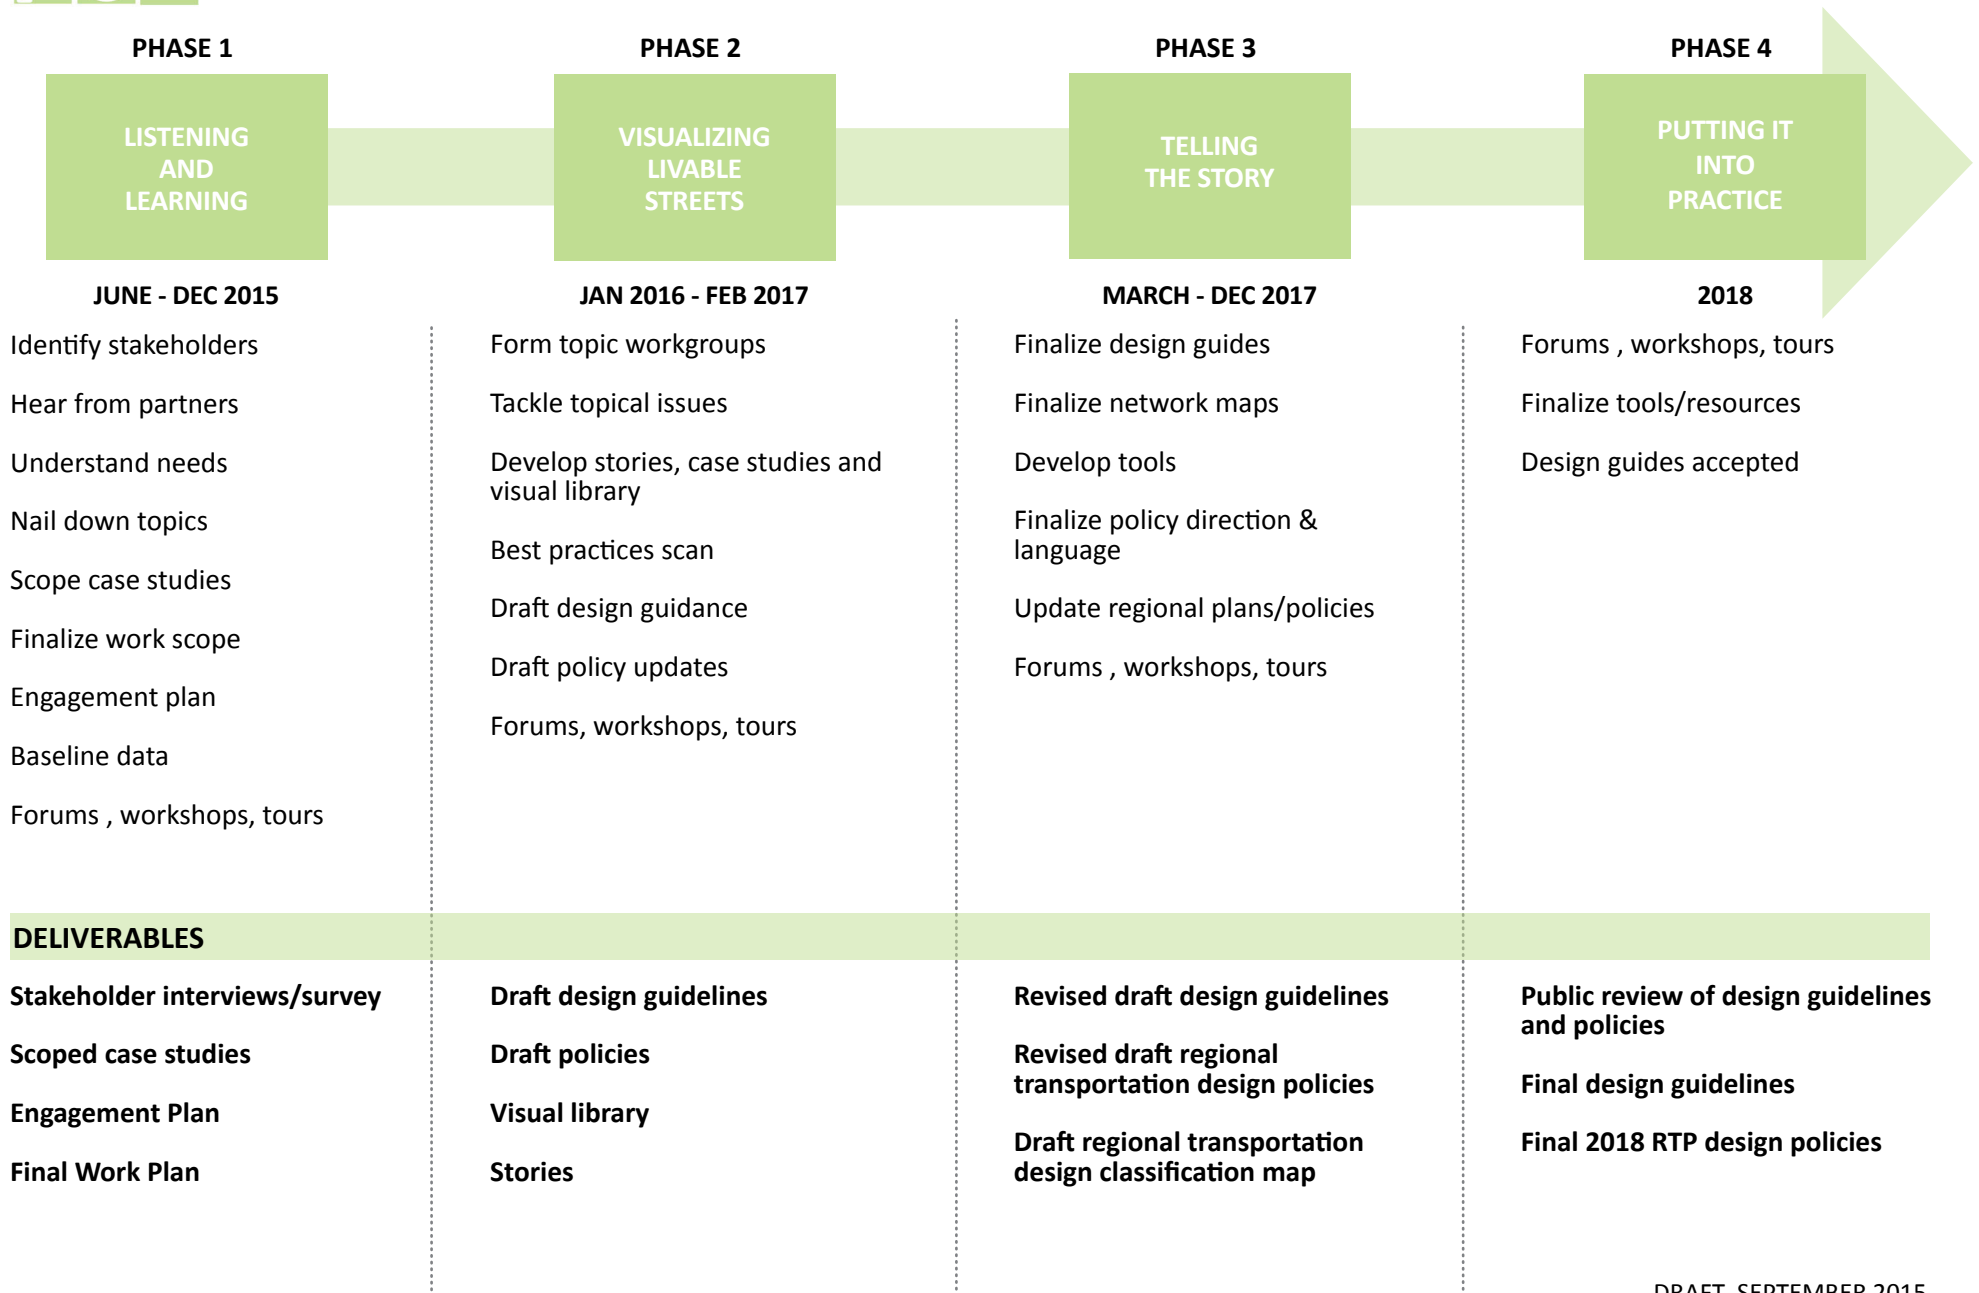 PHASE 1
PHASE 2
PHASE 3
PHASE 4
LISTENING
AND
LEARNING
VISUALIZING
LIVABLE
STREETS
TELLING
THE STORY
PUTTING IT
INTO
PRACTICE
JUNE - DEC 2015
JAN 2016 - FEB 2017
MARCH - DEC 2017
2018
Identify stakeholders
Hear from partners
Understand needs
Nail down topics
Scope case studies
Finalize work scope
Engagement plan
Baseline data
Forums , workshops, tours
Form topic workgroups
Tackle topical issues
Develop stories, case studies and
visual library
Best practices scan
Draft design guidance
Draft policy updates
Forums, workshops, tours
Finalize design guides
Finalize network maps
Develop tools
Finalize policy direction &
language
Update regional plans/policies
Forums , workshops, tours
Forums , workshops, tours
Finalize tools/resources
Design guides accepted
DELIVERABLES
Stakeholder interviews/survey
Scoped case studies
Engagement Plan
Final Work Plan
Draft design guidelines
Draft policies
Visual library
Stories
Revised draft design guidelines
Revised draft regional
transportation design policies
Draft regional transportation
design classification map
Public review of design guidelines
and policies
Final design guidelines
Final 2018 RTP design policies
DRAFT SEPTEMBER 2015